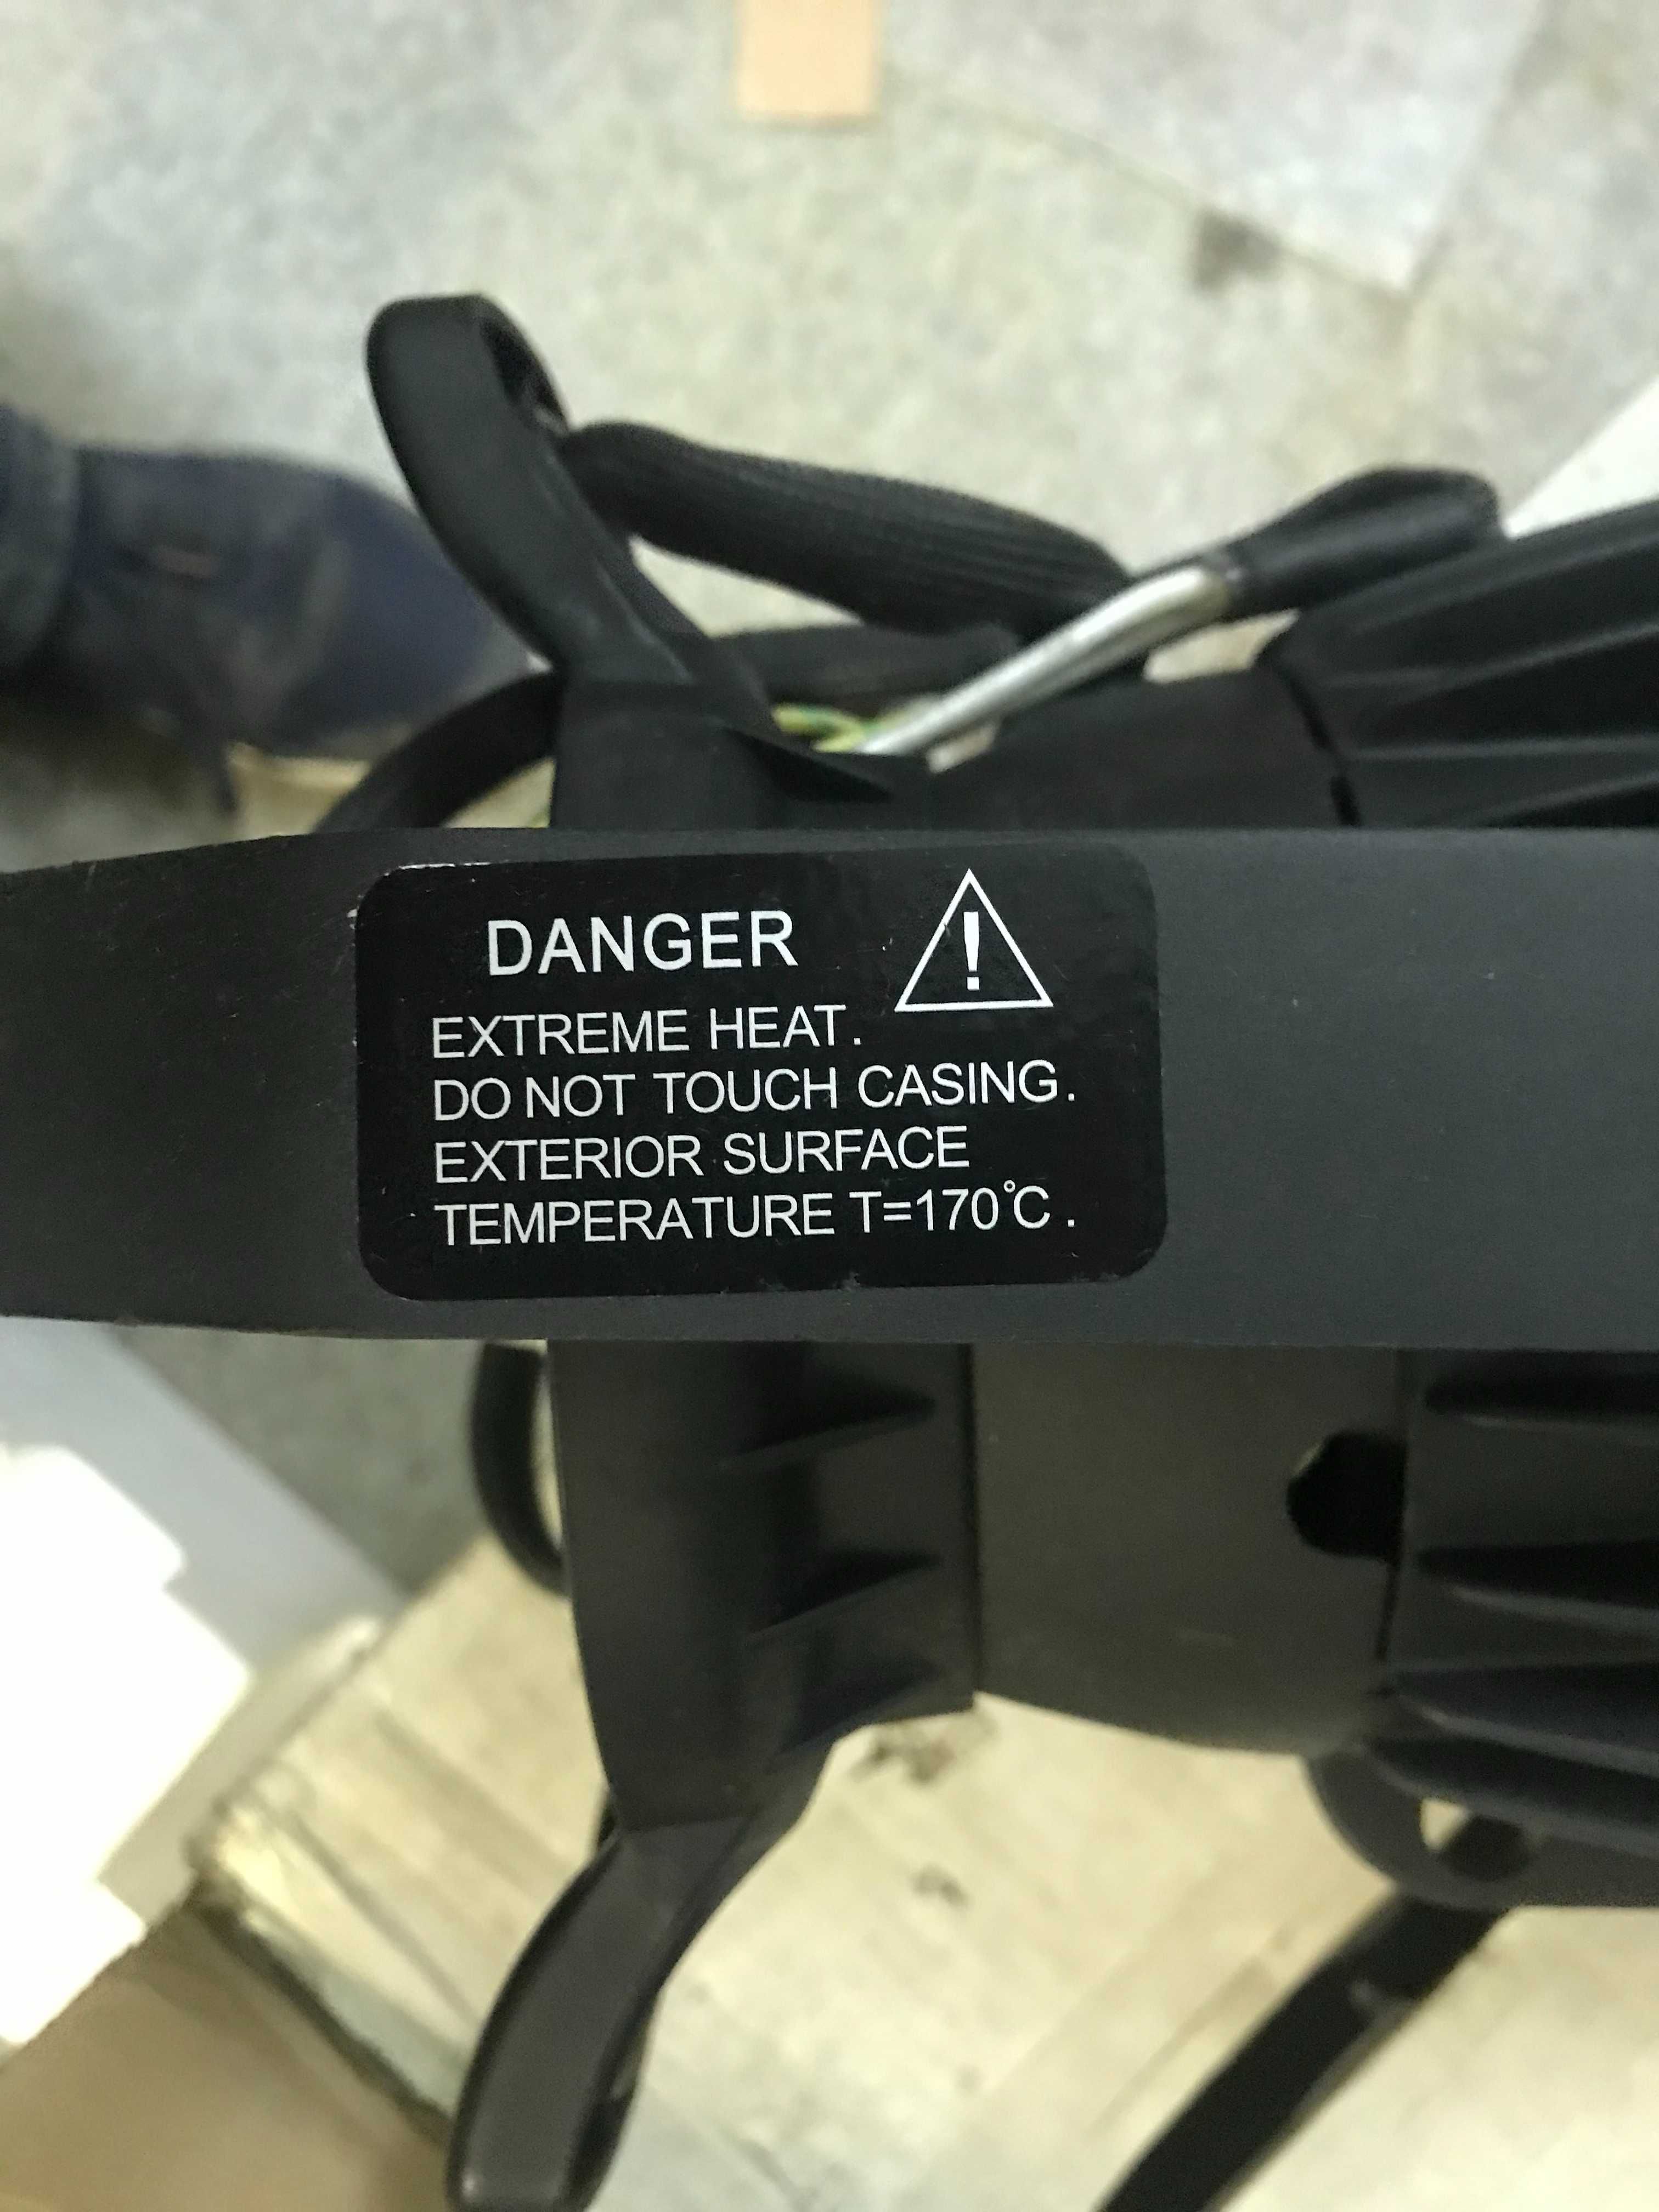 DANGER
EXTREME HEAT.
DO NOT TOUCH CASING.
EXTERIOR SURFACE
TEMPERATURE T=170℃.